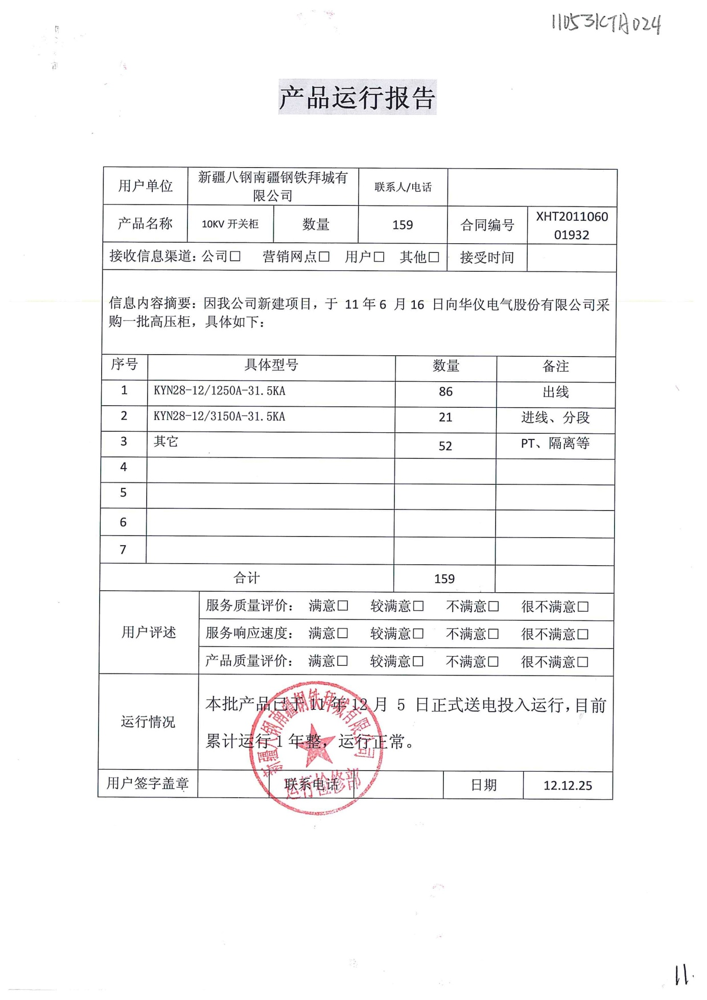 11053KTA024
产品运行报告
用户单位 新疆八钢南疆钢铁拜城有限公司 联系人/电话
产品名称 10KV 开关柜 数量 159 合同编号 XHT201106001932
接收信息渠道：公司□ 营销网点□ 用户□ 其他□ 接受时间
信息内容摘要：因我公司新建项目，于 11 年 6 月 16 日向华仪电气股份有限公司采
购一批高压柜，具体如下：
序号 具体型号 数量 备注
1 KYN28-12/1250A-31.5KA 86 出线
2 KYN28-12/3150A-31.5KA 21 进线、分段
3 其它 52 PT、隔离等
4
5
6
7
合计 159
用户评述
服务质量评价： 满意□ 较满意□ 不满意□ 很不满意□
服务响应速度： 满意□ 较满意□ 不满意□ 很不满意□
产品质量评价： 满意□ 较满意□ 不满意□ 很不满意□
运行情况
本批产品已于 11 年 12 月 5 日正式送电投入运行，目前
累计运行 1 年整，运行正常。
新疆八钢南疆钢铁拜城有限公司
运行检修部
用户签字盖章 联系电话 日期 12.12.25
11.